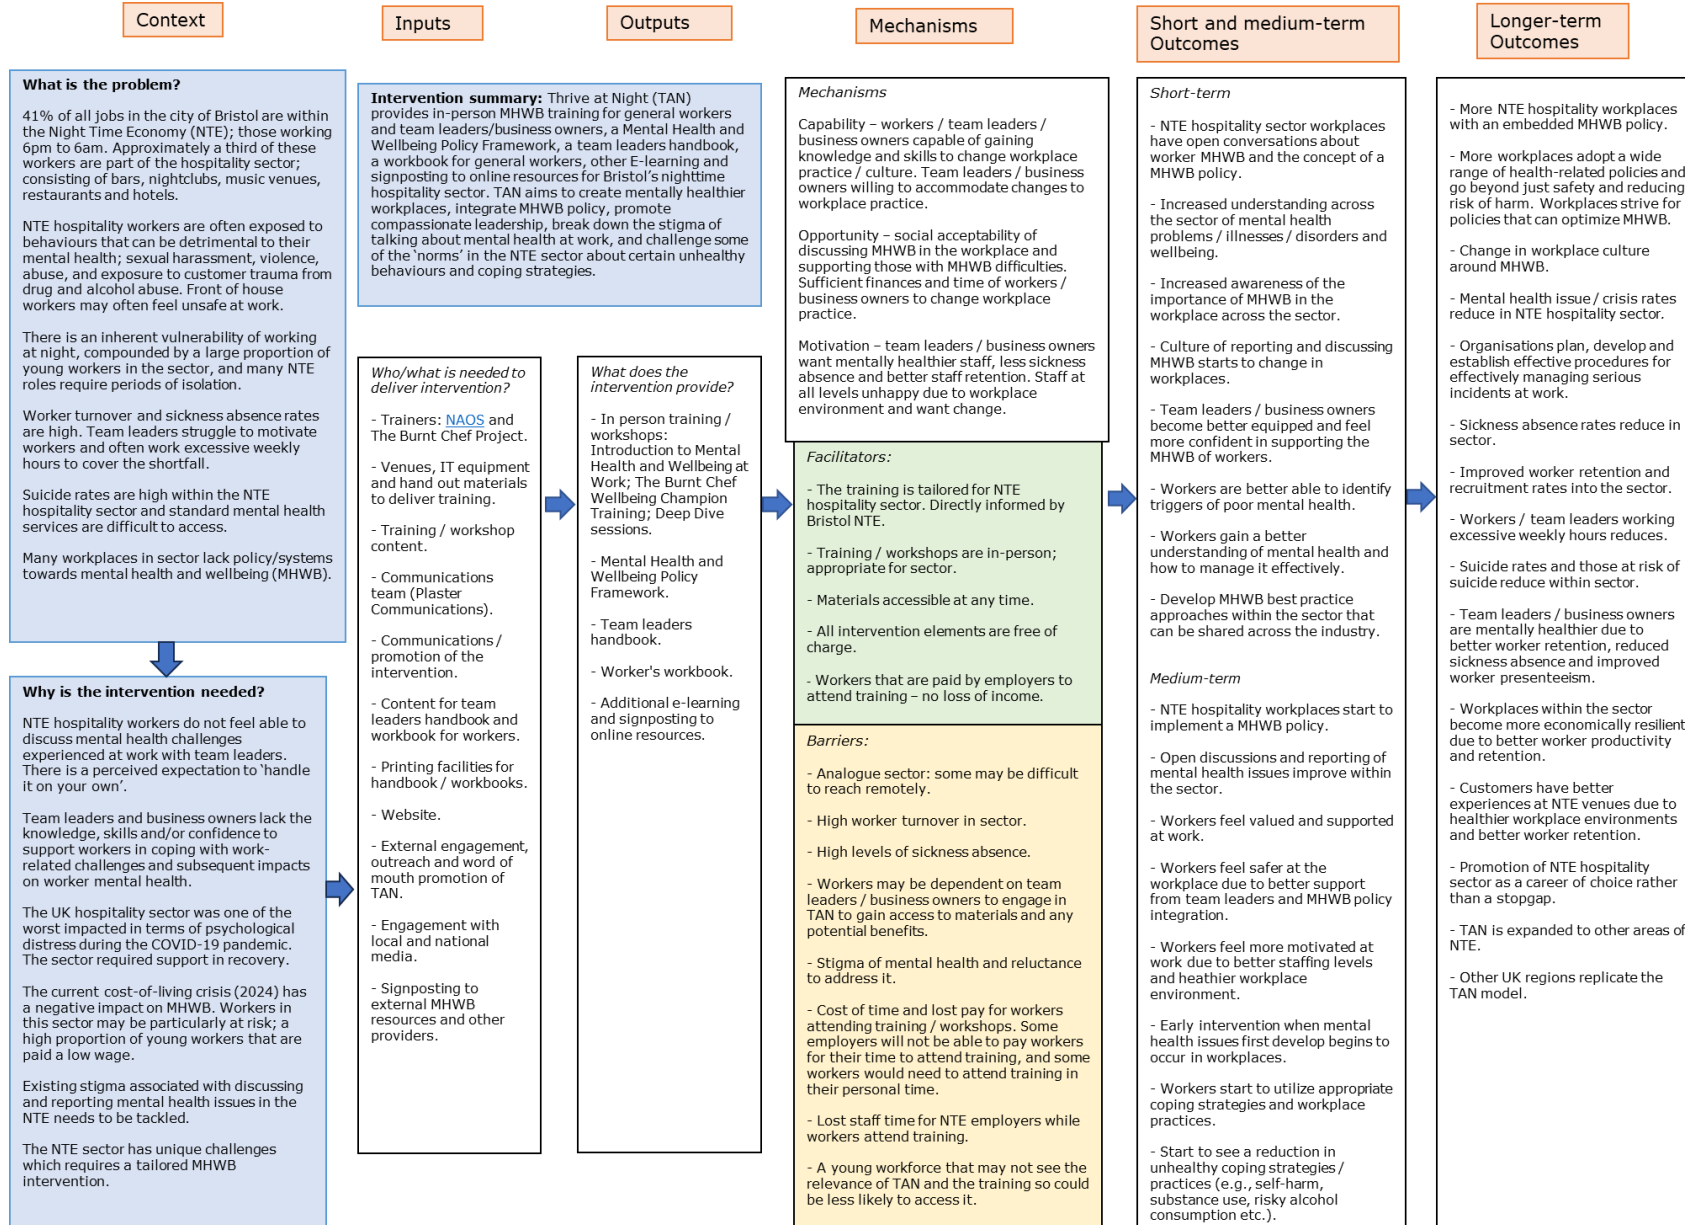 Context
Inputs
Outputs
Mechanisms
Short and medium-term
Outcomes
Longer-term
Outcomes
What is the problem?
41% of all jobs in the city of Bristol are within
the Night Time Economy (NTE); those working
6pm to 6am. Approximately a third of these
workers are part of the hospitality sector;
consisting of bars, nightclubs, music venues,
restaurants and hotels.
NTE hospitality workers are often exposed to
behaviours that can be detrimental to their
mental health; sexual harassment, violence,
abuse, and exposure to customer trauma from
drug and alcohol abuse. Front of house
workers may often feel unsafe at work.
There is an inherent vulnerability of working
at night, compounded by a large proportion of
young workers in the sector, and many NTE
roles require periods of isolation.
Worker turnover and sickness absence rates
are high. Team leaders struggle to motivate
workers and often work excessive weekly
hours to cover the shortfall.
Suicide rates are high within the NTE
hospitality sector and standard mental health
services are difficult to access.
Many workplaces in sector lack policy/systems
towards mental health and wellbeing (MHWB).
Why is the intervention needed?
NTE hospitality workers do not feel able to
discuss mental health challenges
experienced at work with team leaders.
There is a perceived expectation to ‘handle
it on your own’.
Team leaders and business owners lack the
knowledge, skills and/or confidence to
support workers in coping with work-
related challenges and subsequent impacts
on worker mental health.
The UK hospitality sector was one of the
worst impacted in terms of psychological
distress during the COVID-19 pandemic.
The sector required support in recovery.
The current cost-of-living crisis (2024) has
a negative impact on MHWB. Workers in
this sector may be particularly at risk; a
high proportion of young workers that are
paid a low wage.
Existing stigma associated with discussing
and reporting mental health issues in the
NTE needs to be tackled.
The NTE sector has unique challenges
which requires a tailored MHWB
intervention.
Intervention summary: Thrive at Night (TAN)
provides in-person MHWB training for general workers
and team leaders/business owners, a Mental Health and
Wellbeing Policy Framework, a team leaders handbook,
a workbook for general workers, other E-learning and
signposting to online resources for Bristol’s nighttime
hospitality sector. TAN aims to create mentally healthier
workplaces, integrate MHWB policy, promote
compassionate leadership, break down the stigma of
talking about mental health at work, and challenge some
of the ‘norms’ in the NTE sector about certain unhealthy
behaviours and coping strategies.
Who/what is needed to
deliver intervention?
- Trainers: NAOS and
The Burnt Chef Project.
- Venues, IT equipment
and hand out materials
to deliver training.
- Training / workshop
content.
- Communications
team (Plaster
Communications).
- Communications /
promotion of the
intervention.
- Content for team
leaders handbook and
workbook for workers.
- Printing facilities for
handbook / workbooks.
- Website.
- External engagement,
outreach and word of
mouth promotion of
TAN.
- Engagement with
local and national
media.
- Signposting to
external MHWB
resources and other
providers.
What does the
intervention provide?
- In person training /
workshops:
Introduction to Mental
Health and Wellbeing at
Work; The Burnt Chef
Wellbeing Champion
Training; Deep Dive
sessions.
- Mental Health and
Wellbeing Policy
Framework.
- Team leaders
handbook.
- Worker's workbook.
- Additional e-learning
and signposting to
online resources.
Mechanisms
Capability – workers / team leaders /
business owners capable of gaining
knowledge and skills to change workplace
practice / culture. Team leaders / business
owners willing to accommodate changes to
workplace practice.
Opportunity – social acceptability of
discussing MHWB in the workplace and
supporting those with MHWB difficulties.
Sufficient finances and time of workers /
business owners to change workplace
practice.
Motivation – team leaders / business owners
want mentally healthier staff, less sickness
absence and better staff retention. Staff at
all levels unhappy due to workplace
environment and want change.
Facilitators:
- The training is tailored for NTE
hospitality sector. Directly informed by
Bristol NTE.
- Training / workshops are in-person;
appropriate for sector.
- Materials accessible at any time.
- All intervention elements are free of
charge.
- Workers that are paid by employers to
attend training – no loss of income.
Barriers:
- Analogue sector: some may be difficult
to reach remotely.
- High worker turnover in sector.
- High levels of sickness absence.
- Workers may be dependent on team
leaders / business owners to engage in
TAN to gain access to materials and any
potential benefits.
- Stigma of mental health and reluctance
to address it.
- Cost of time and lost pay for workers
attending training / workshops. Some
employers will not be able to pay workers
for their time to attend training, and some
workers would need to attend training in
their personal time.
- Lost staff time for NTE employers while
workers attend training.
- A young workforce that may not see the
relevance of TAN and the training so could
be less likely to access it.
Short-term
- NTE hospitality sector workplaces
have open conversations about
worker MHWB and the concept of a
MHWB policy.
- Increased understanding across
the sector of mental health
problems / illnesses / disorders and
wellbeing.
- Increased awareness of the
importance of MHWB in the
workplace across the sector.
- Culture of reporting and discussing
MHWB starts to change in
workplaces.
- Team leaders / business owners
become better equipped and feel
more confident in supporting the
MHWB of workers.
- Workers are better able to identify
triggers of poor mental health.
- Workers gain a better
understanding of mental health and
how to manage it effectively.
- Develop MHWB best practice
approaches within the sector that
can be shared across the industry.
Medium-term
- NTE hospitality workplaces start to
implement a MHWB policy.
- Open discussions and reporting of
mental health issues improve within
the sector.
- Workers feel valued and supported
at work.
- Workers feel safer at the
workplace due to better support
from team leaders and MHWB policy
integration.
- Workers feel more motivated at
work due to better staffing levels
and heathier workplace
environment.
- Early intervention when mental
health issues first develop begins to
occur in workplaces.
- Workers start to utilize appropriate
coping strategies and workplace
practices.
- Start to see a reduction in
unhealthy coping strategies /
practices (e.g., self-harm,
substance use, risky alcohol
consumption etc.).
- More NTE hospitality workplaces
with an embedded MHWB policy.
- More workplaces adopt a wide
range of health-related policies and
go beyond just safety and reducing
risk of harm. Workplaces strive for
policies that can optimize MHWB.
- Change in workplace culture
around MHWB.
- Mental health issue / crisis rates
reduce in NTE hospitality sector.
- Organisations plan, develop and
establish effective procedures for
effectively managing serious
incidents at work.
- Sickness absence rates reduce in
sector.
- Improved worker retention and
recruitment rates into the sector.
- Workers / team leaders working
excessive weekly hours reduces.
- Suicide rates and those at risk of
suicide reduce within sector.
- Team leaders / business owners
are mentally healthier due to
better worker retention, reduced
sickness absence and improved
worker presenteeism.
- Workplaces within the sector
become more economically resilient
due to better worker productivity
and retention.
- Customers have better
experiences at NTE venues due to
healthier workplace environments
and better worker retention.
- Promotion of NTE hospitality
sector as a career of choice rather
than a stopgap.
- TAN is expanded to other areas of
NTE.
- Other UK regions replicate the
TAN model.